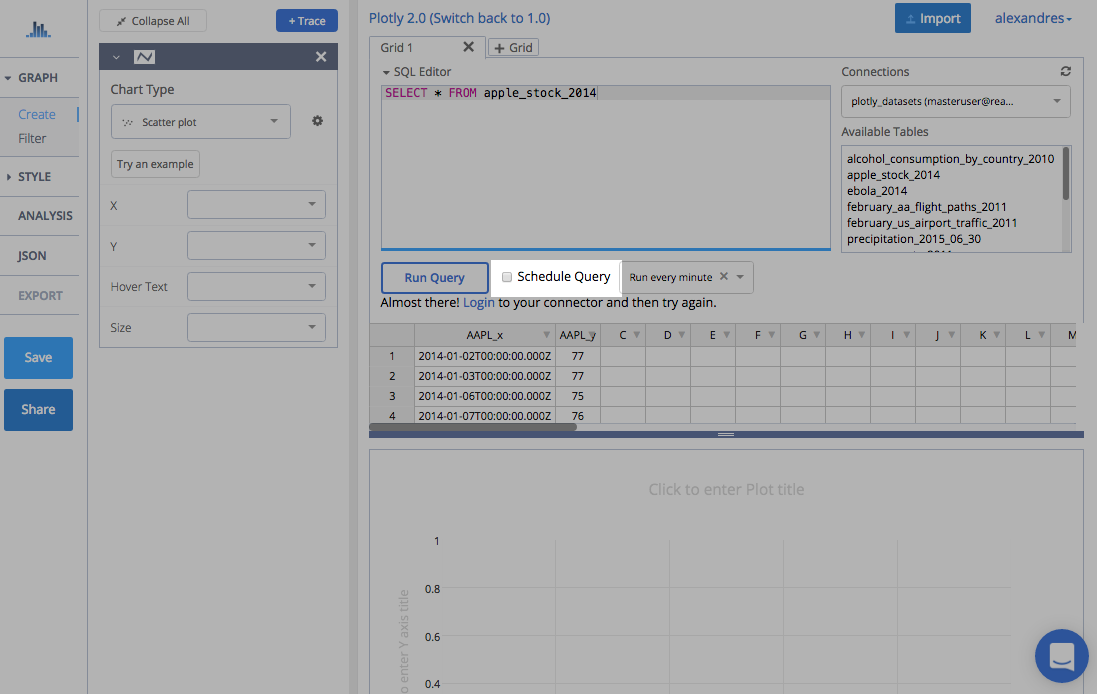 Collapse All
+ Trace
Plotly 2.0 (Switch back to 1.0)
Import
alexandres
GRAPH
Create
Filter
STYLE
ANALYSIS
JSON
EXPORT
Save
Share
Chart Type
Scatter plot
Try an example
X
Y
Hover Text
Size
Grid 1
+ Grid
SQL Editor
SELECT * FROM apple_stock_2014
Connections
plotly_datasets (masteruser@rea...
Available Tables
alcohol_consumption_by_country_2010
apple_stock_2014
ebola_2014
february_aa_flight_paths_2011
february_us_airport_traffic_2011
precipitation_2015_06_30
Run Query
Schedule Query
Run every minute
Almost there! Login to your connector and then try again.
AAPL_x AAPL_y C D E F G H I J K L M
1 2014-01-02T00:00:00.000Z 77
2 2014-01-03T00:00:00.000Z 77
3 2014-01-06T00:00:00.000Z 75
4 2014-01-07T00:00:00.000Z 76
Click to enter Plot title
1
0.8
0.6
0.4
to enter Y axis title